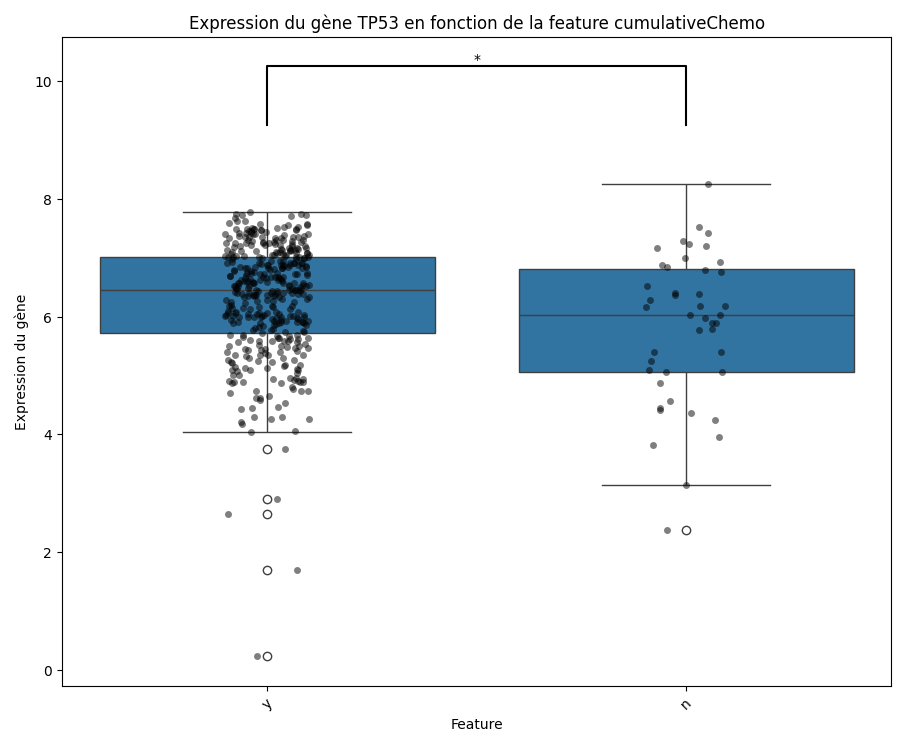 Expression du gène TP53 en fonction de la feature cumulativeChemo
*
10
8
6
4
2
0
Expression du gène
y
n
Feature